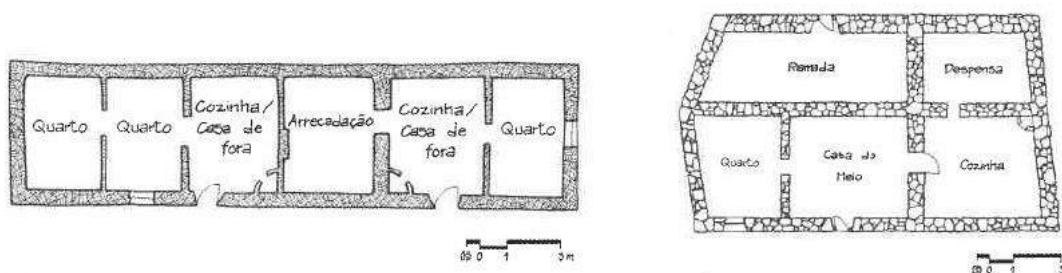 Quarto
Quarto
Cozinha/
Casa de
fora
Arrecadação
Cozinha/
Casa de
fora
Quarto
0 1 3 m
Ramada
Despensa
Quarto
Casa do
Meio
Cozinha
0 1